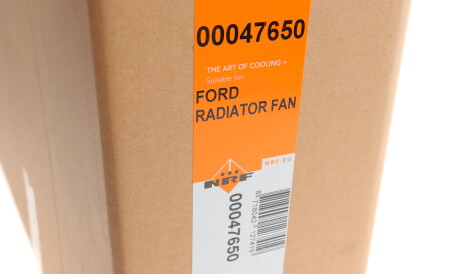 00047650
THE ART OF COOLING >
Suitable for:
FORD
RADIATOR FAN
NRF.EU
NRF
00047650